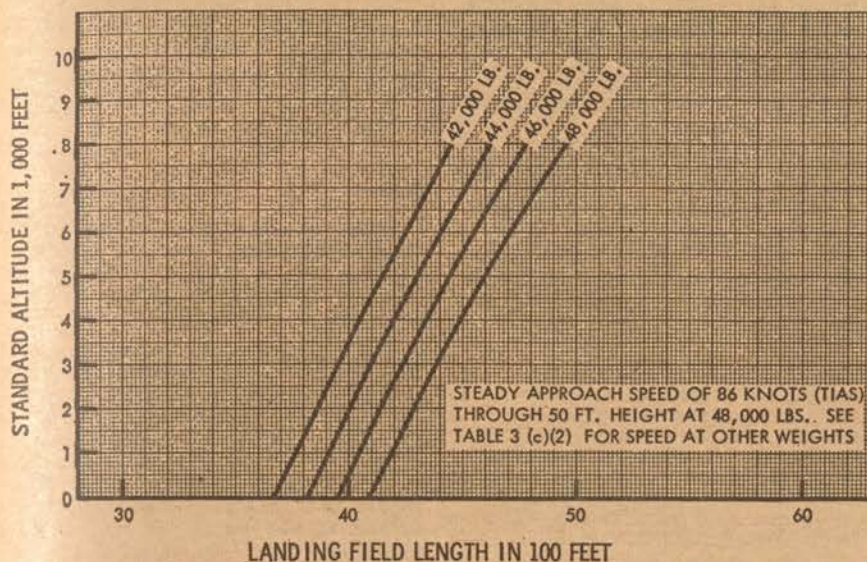 STANDARD ALTITUDE IN 1,000 FEET
10
9
8
7
6
5
4
3
2
1
0
42,000 LB.
44,000 LB.
46,000 LB.
48,000 LB.
STEADY APPROACH SPEED OF 86 KNOTS (TIAS)
THROUGH 50 FT. HEIGHT AT 48,000 LBS.. SEE
TABLE 3 (c)(2) FOR SPEED AT OTHER WEIGHTS
30
40
50
60
LANDING FIELD LENGTH IN 100 FEET